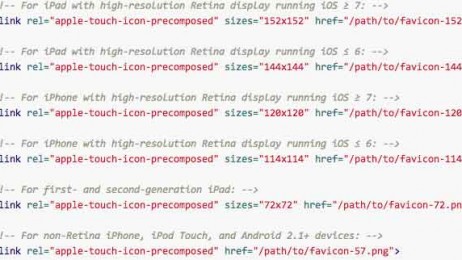 !-- For iPad with high-resolution Retina display running iOS ≥ 7: -->
link rel="apple-touch-icon-precomposed" sizes="152x152" href="/path/to/favicon-152
!-- For iPad with high-resolution Retina display running iOS ≤ 6: -->
link rel="apple-touch-icon-precomposed" sizes="144x144" href="/path/to/favicon-144
!-- For iPhone with high-resolution Retina display running iOS ≥ 7: -->
link rel="apple-touch-icon-precomposed" sizes="120x120" href="/path/to/favicon-120
!-- For iPhone with high-resolution Retina display running iOS ≤ 6: -->
link rel="apple-touch-icon-precomposed" sizes="114x114" href="/path/to/favicon-114
!-- For first- and second-generation iPad: -->
link rel="apple-touch-icon-precomposed" sizes="72x72" href="/path/to/favicon-72.pn
!-- For non-Retina iPhone, iPod Touch, and Android 2.1+ devices: -->
link rel="apple-touch-icon-precomposed" href="/path/to/favicon-57.png">